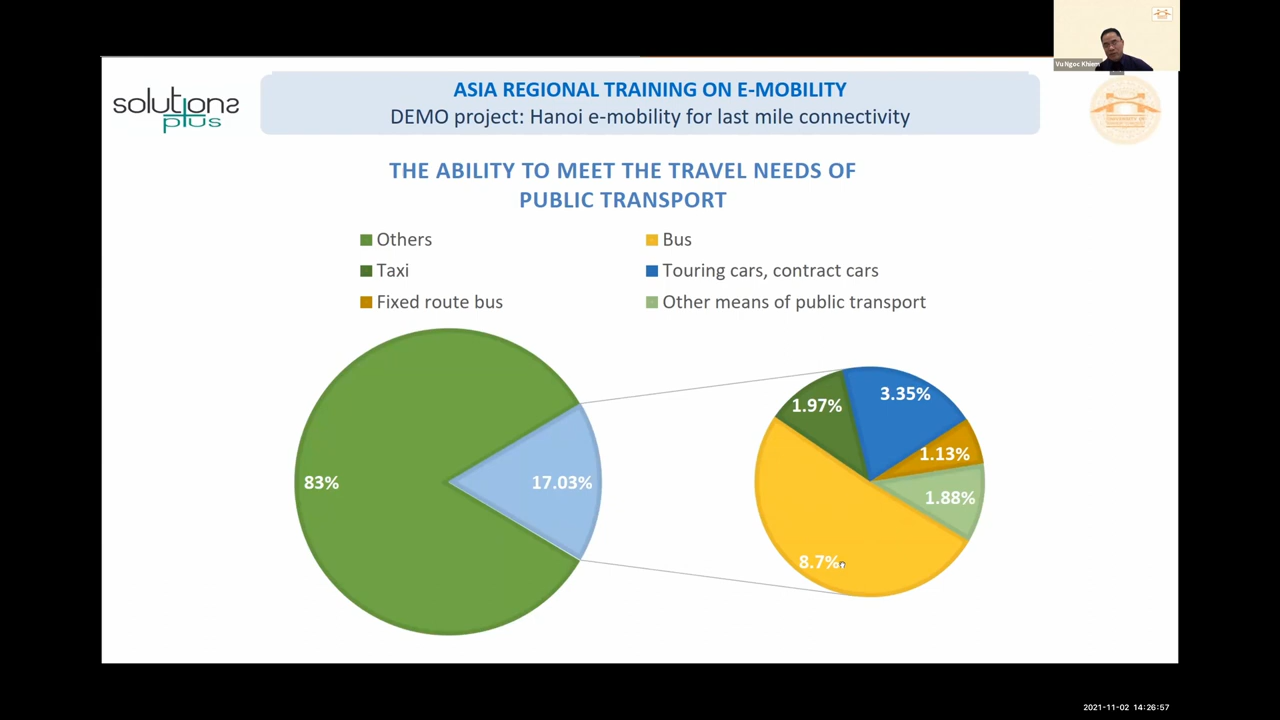 Vu Ngoc Khiem
solutions
plus
ASIA REGIONAL TRAINING ON E-MOBILITY
DEMO project: Hanoi e-mobility for last mile connectivity
THE ABILITY TO MEET THE TRAVEL NEEDS OF
PUBLIC TRANSPORT
Others
Bus
Taxi
Touring cars, contract cars
Fixed route bus
Other means of public transport
83%
17.03%
1.97%
3.35%
1.13%
1.88%
8.7%
2021-11-02 14:26:57